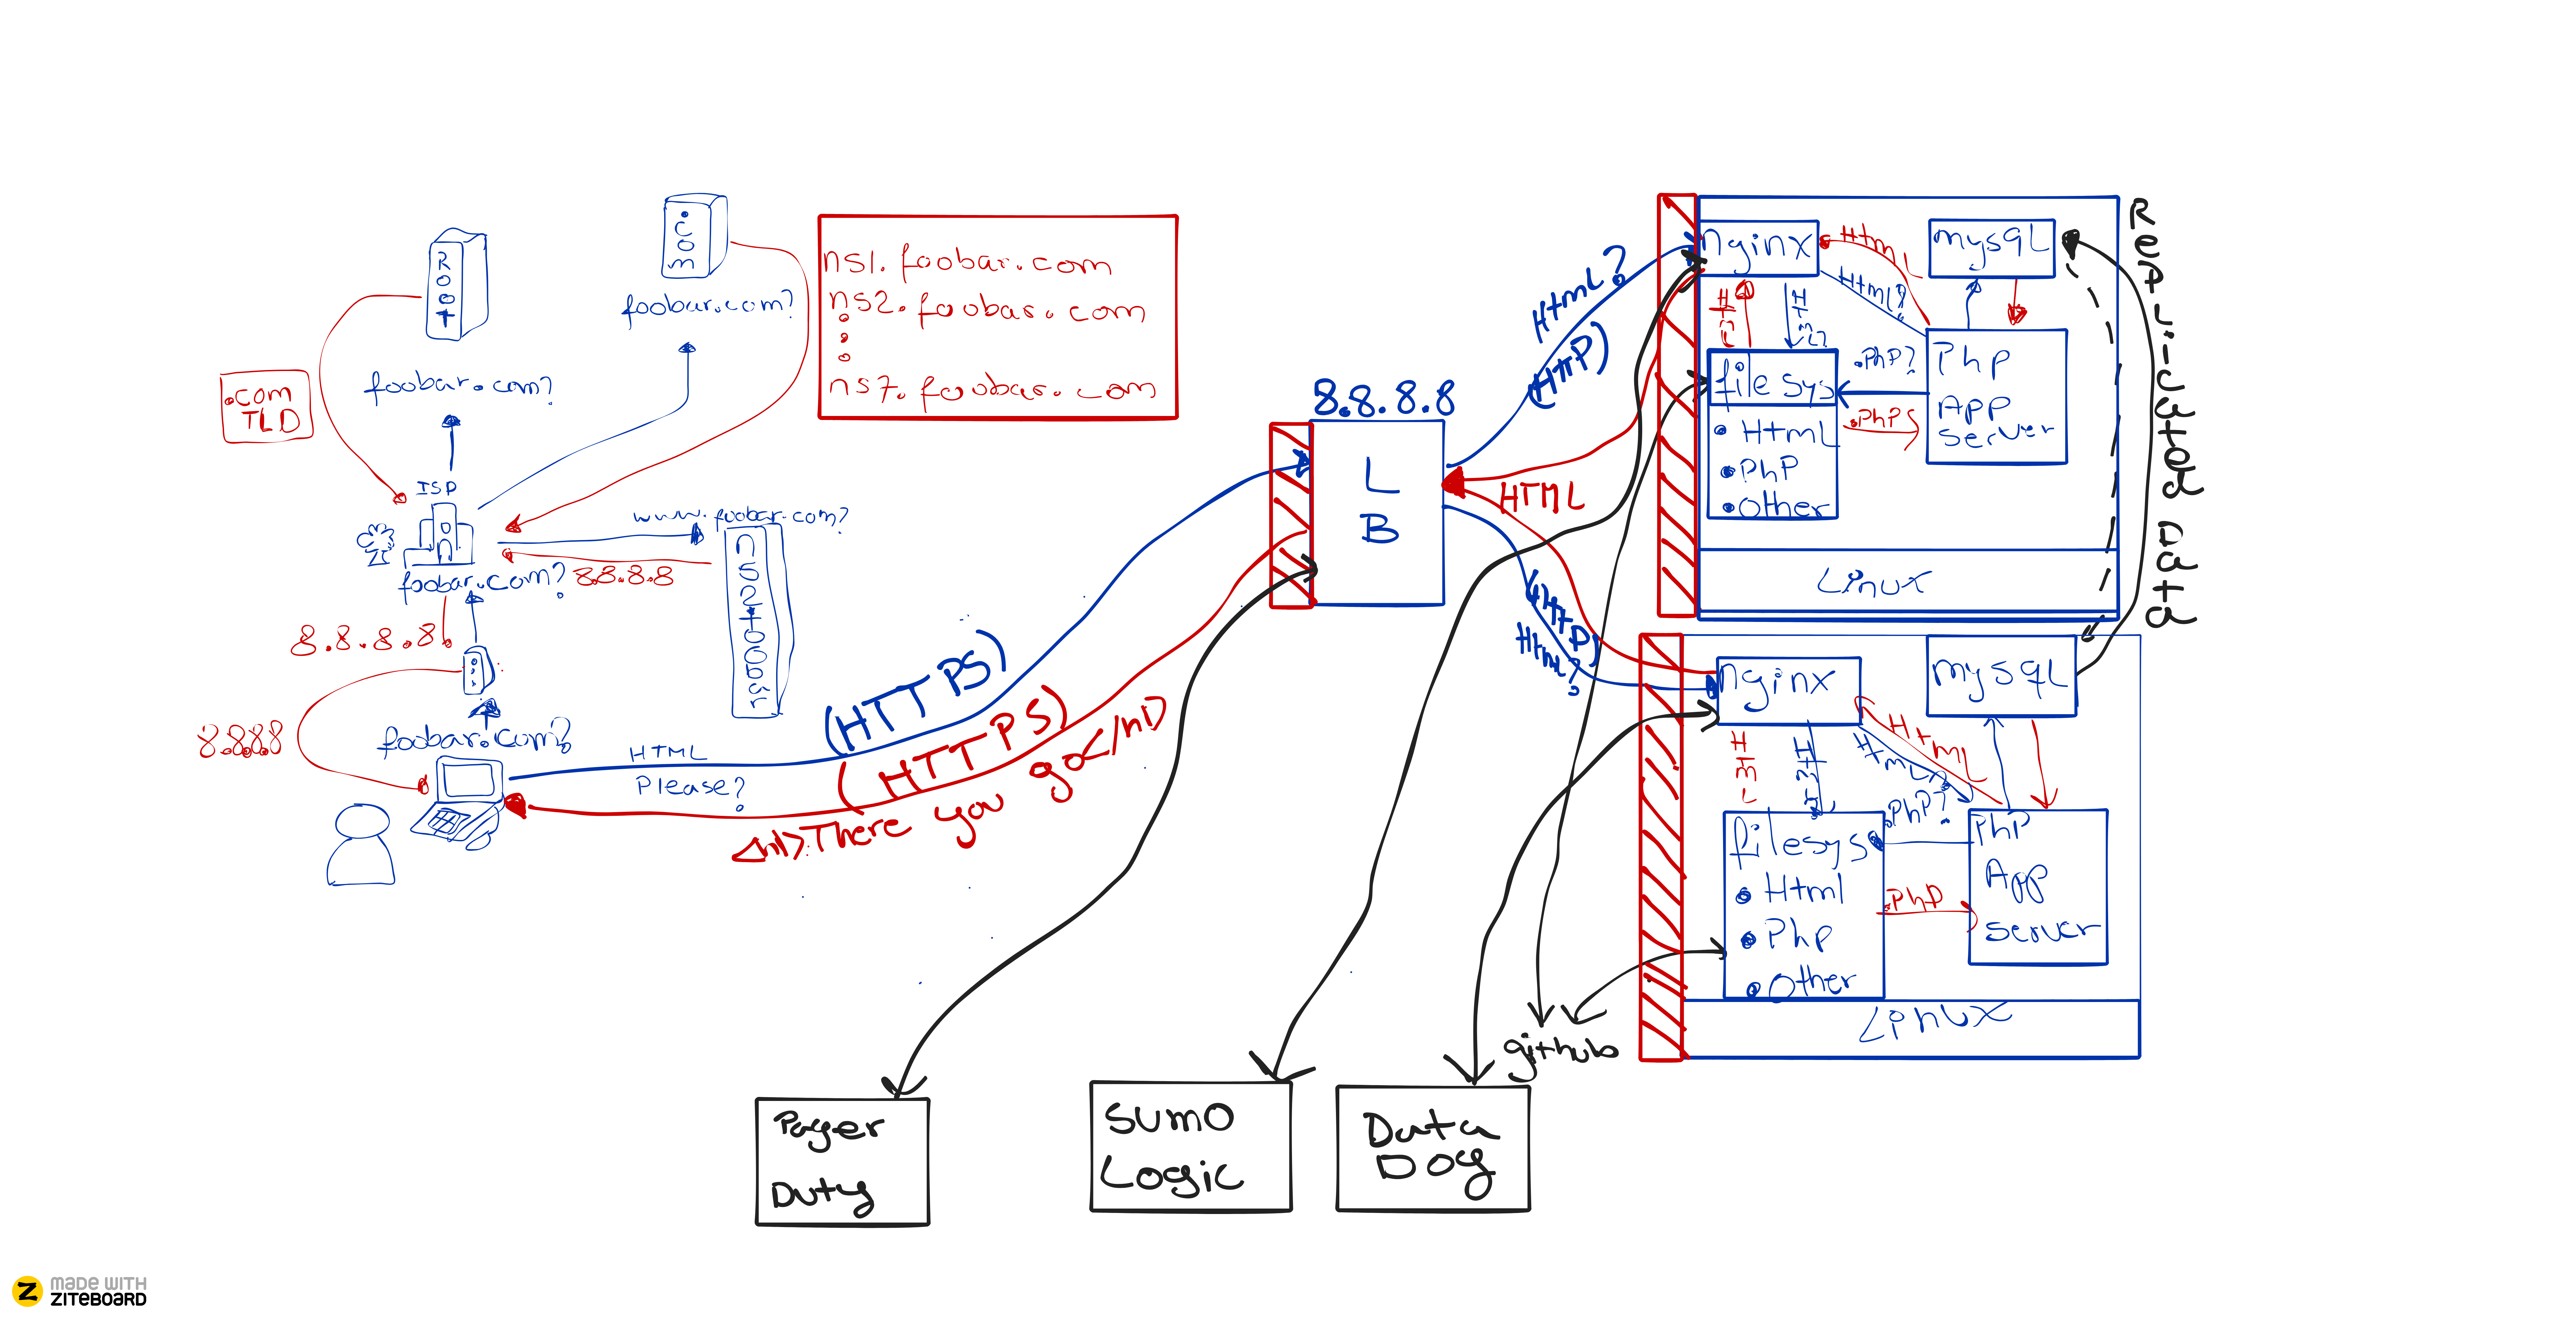 Root
.com
foobar.com?
ns1.foobar.com
ns2.foobar.com
ns7.foobar.com
.com
TLD
foobar.com?
ISP
foobar.com?
8.8.8.8
www.foobar.com?
8.8.8.8
ns2.foobar
8.8.8.8
foobar.com?
HTML
Please?
(HTTPS)
(HTTPS)
<h1>There you go</h1>
8.8.8.8
L
B
HtmL?
(HTTP)
HTML
(HttP)
HtmL?
nginx
mysql
HtmL
HtmL?
HtmL
HtmL?
file sys
HtmL
PhP
other
.PhP?
.PhPs
Php
APP
server
Linux
nginx
mysql
HtmL
HtmL?
HtmL
filesys
Html
Php
Other
.PhP?
.PhP
PhP
App
server
Linux
github
Pager
Duty
Sumo
Logic
Data
Dog
MADE WITH
ZITEBOARD